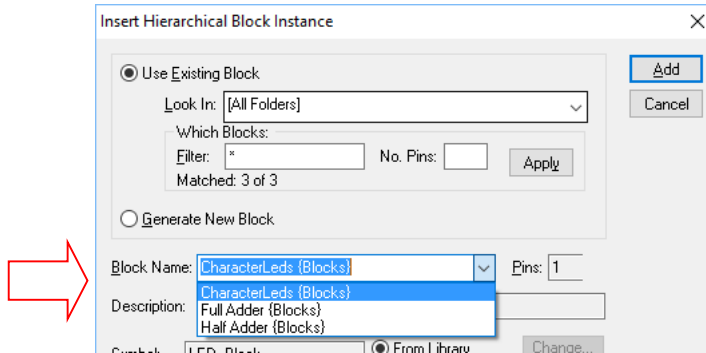 Insert Hierarchical Block Instance
Use Existing Block
Add
Look In: [All Folders]
Cancel
Which Blocks:
Filter: *
No. Pins:
Apply
Matched: 3 of 3
Generate New Block
Block Name: CharacterLeds {Blocks}
Pins: 1
CharacterLeds {Blocks}
Description:
Full Adder {Blocks}
Half Adder {Blocks}
Symbol: LED_Block
From Library
Change...